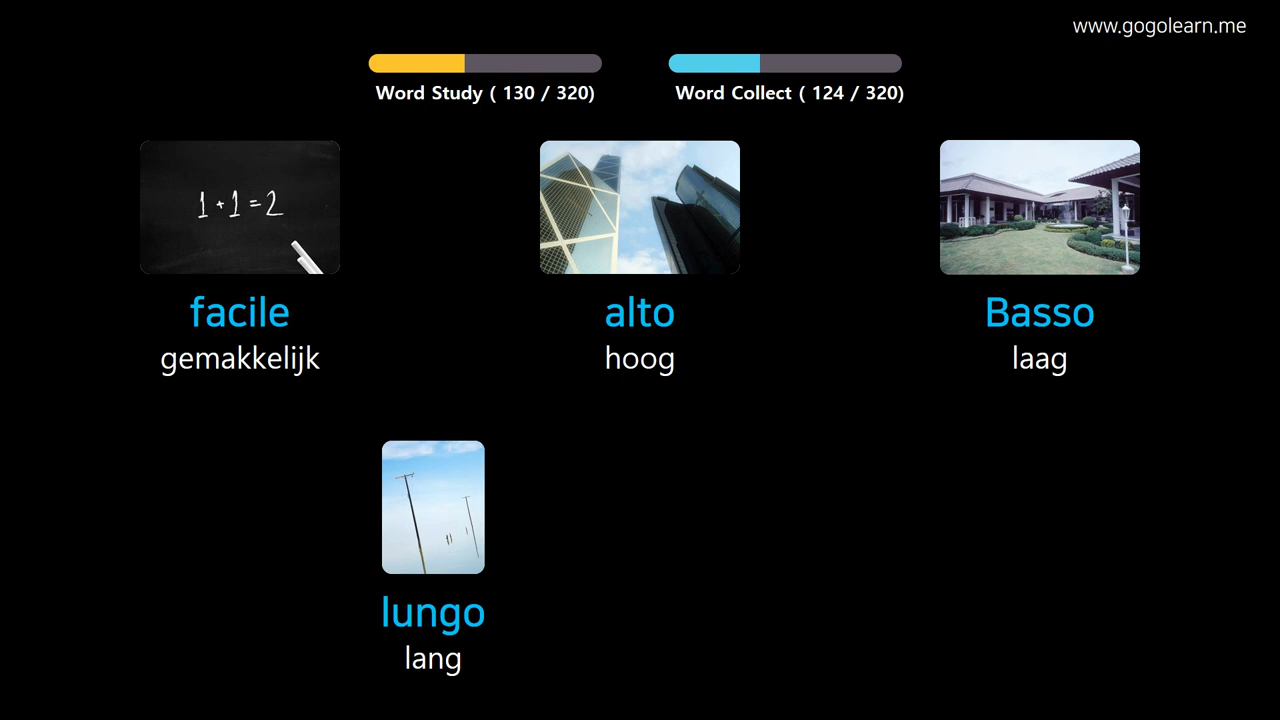 www.gogolearn.me
Word Study ( 130 / 320)
Word Collect ( 124 / 320)
1 + 1 = 2
facile
gemakkelijk
alto
hoog
Basso
laag
lungo
lang